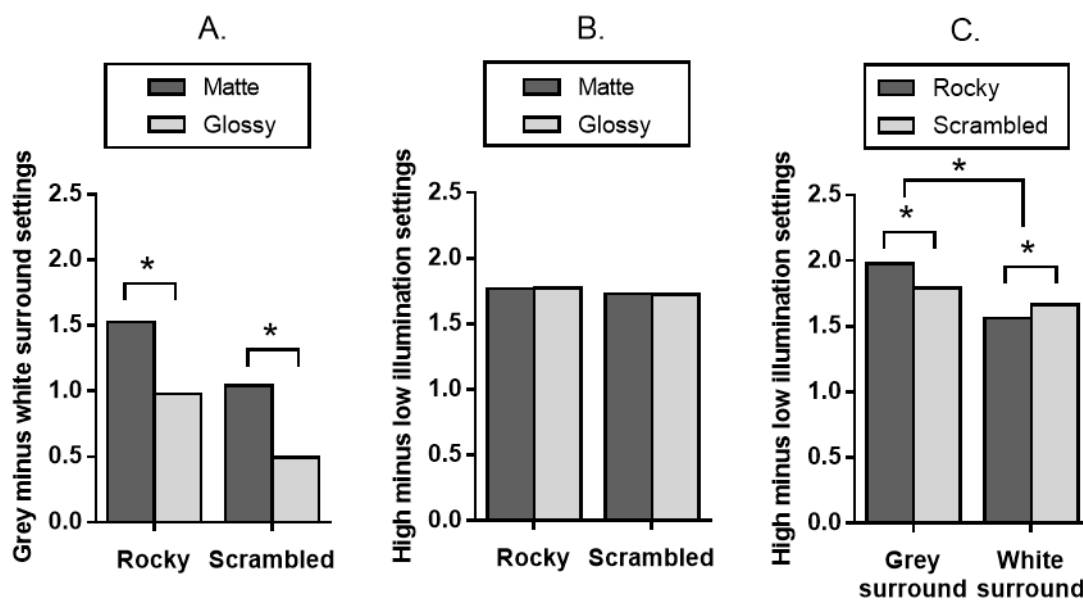 A.
Matte
Glossy
Grey minus white surround settings
2.5
2.0
1.5
1.0
0.5
0.0
*
*
Rocky
Scrambled
B.
Matte
Glossy
High minus low illumination settings
2.5
2.0
1.5
1.0
0.5
0.0
Rocky
Scrambled
C.
Rocky
Scrambled
High minus low illumination settings
2.5
2.0
1.5
1.0
0.5
0.0
*
*
*
Grey
surround
White
surround